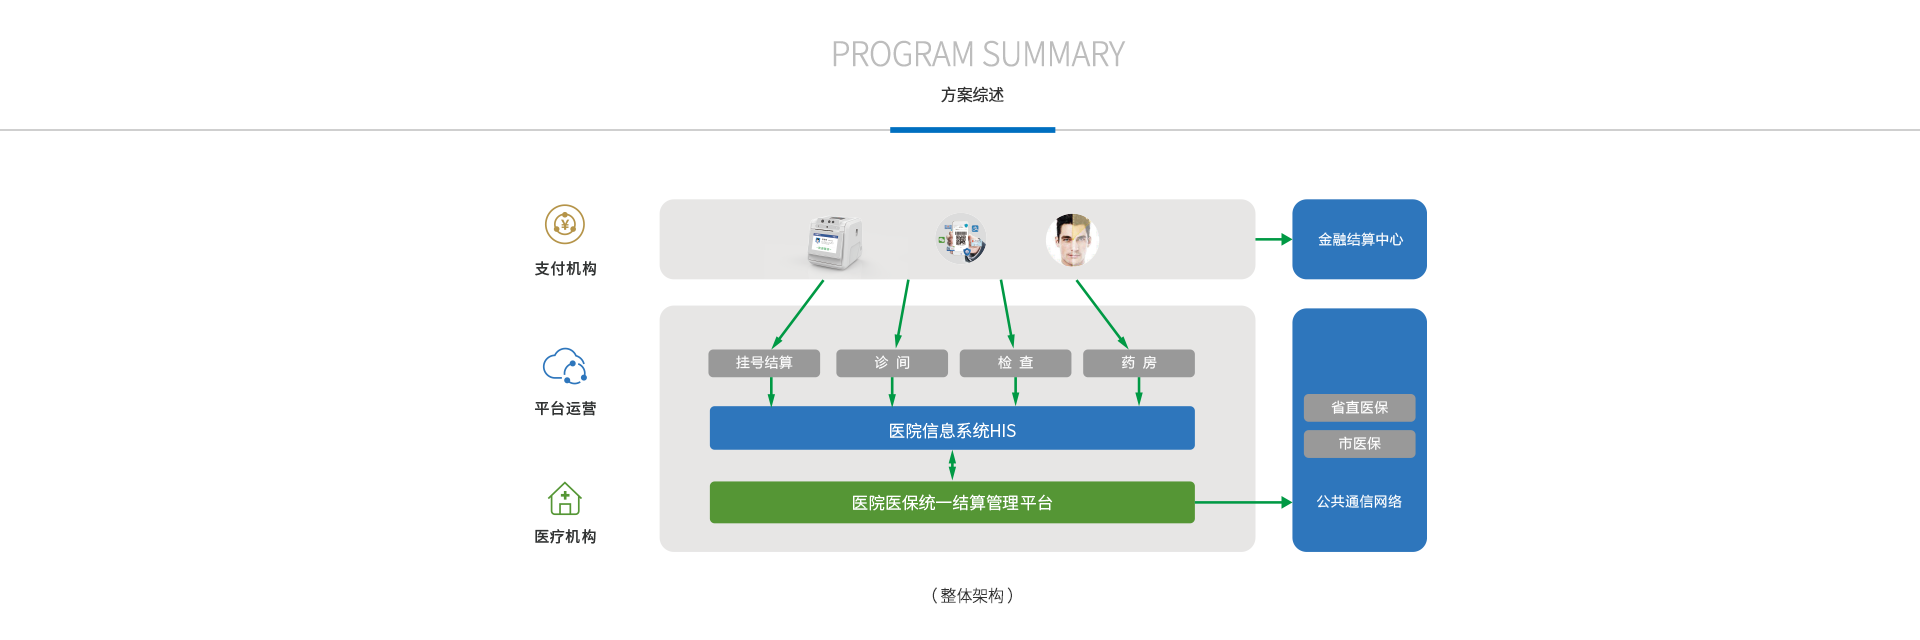 PROGRAM SUMMARY
方案综述
支付机构
金融结算中心
挂号结算
诊 间
检 查
药 房
平台运营
医院信息系统HIS
省直医保
市医保
医院医保统一结算管理平台
公共通信网络
医疗机构
（整体架构）